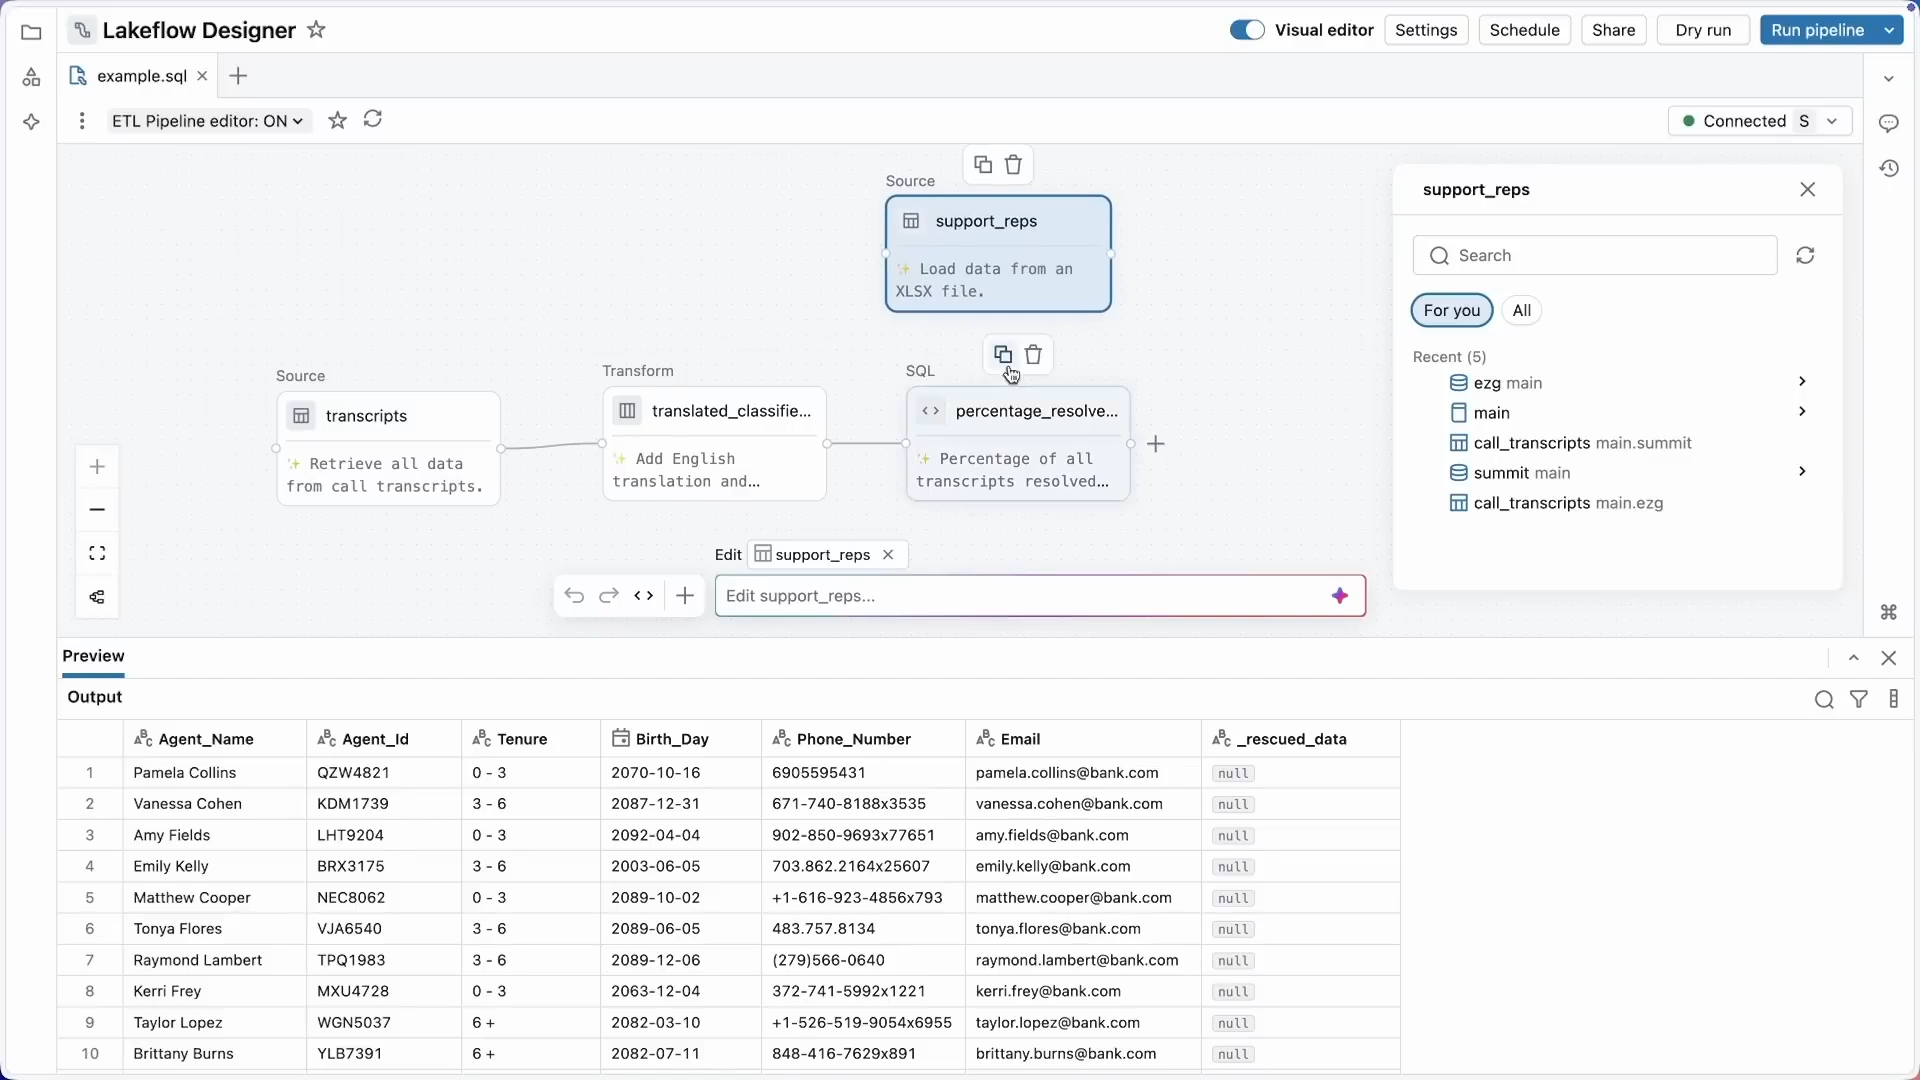 Lakeflow Designer
Visual editor
Settings
Schedule
Share
Dry run
Run pipeline
example.sql
ETL Pipeline editor: ON
Connected S
Source
support_reps
Load data from an
XLSX file.
Source
transcripts
Retrieve all data
from call transcripts.
Transform
translated_classifie...
Add English
translation and...
SQL
percentage_resolve...
Percentage of all
transcripts resolved...
support_reps
Search
For you
All
Recent (5)
ezg main
main
call_transcripts main.summit
summit main
call_transcripts main.ezg
Edit support_reps
Edit support_reps...
Preview
Output
Agent_Name Agent_Id Tenure Birth_Day Phone_Number Email _rescued_data
1 Pamela Collins QZW4821 0 - 3 2070-10-16 6905595431 pamela.collins@bank.com null
2 Vanessa Cohen KDM1739 3 - 6 2087-12-31 671-740-8188x3535 vanessa.cohen@bank.com null
3 Amy Fields LHT9204 0 - 3 2092-04-04 902-850-9693x77651 amy.fields@bank.com null
4 Emily Kelly BRX3175 3 - 6 2003-06-05 703.862.2164x25607 emily.kelly@bank.com null
5 Matthew Cooper NEC8062 0 - 3 2089-10-02 +1-616-923-4856x793 matthew.cooper@bank.com null
6 Tonya Flores VJA6540 3 - 6 2089-06-05 483.757.8134 tonya.flores@bank.com null
7 Raymond Lambert TPQ1983 3 - 6 2089-12-06 (279)566-0640 raymond.lambert@bank.com null
8 Kerri Frey MXU4728 0 - 3 2063-12-04 372-741-5992x1221 kerri.frey@bank.com null
9 Taylor Lopez WGN5037 6 + 2082-03-10 +1-526-519-9054x6955 taylor.lopez@bank.com null
10 Brittany Burns YLB7391 6 + 2082-07-11 848-416-7629x891 brittany.burns@bank.com null